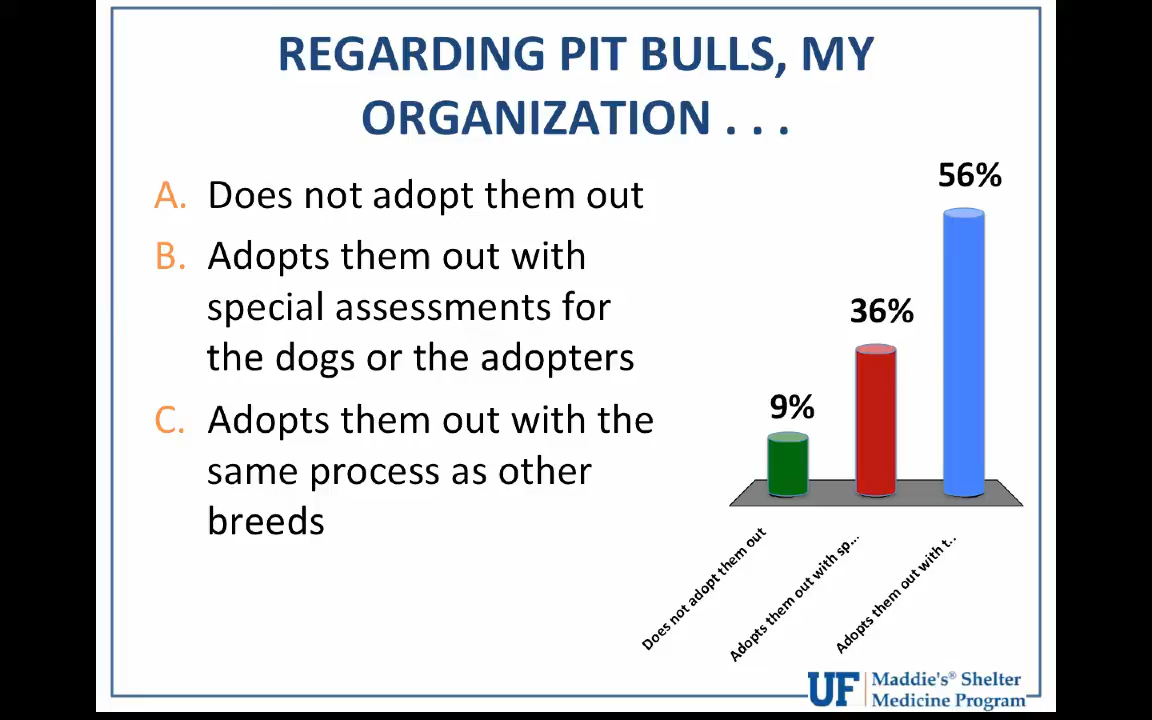 REGARDING PIT BULLS, MY
ORGANIZATION . . .
A. Does not adopt them out
B. Adopts them out with
special assessments for
the dogs or the adopters
C. Adopts them out with the
same process as other
breeds
9%
36%
56%
Does not adopt them out
Adopts them out with sp...
Adopts them out with t..
UF Maddie's® Shelter
Medicine Program